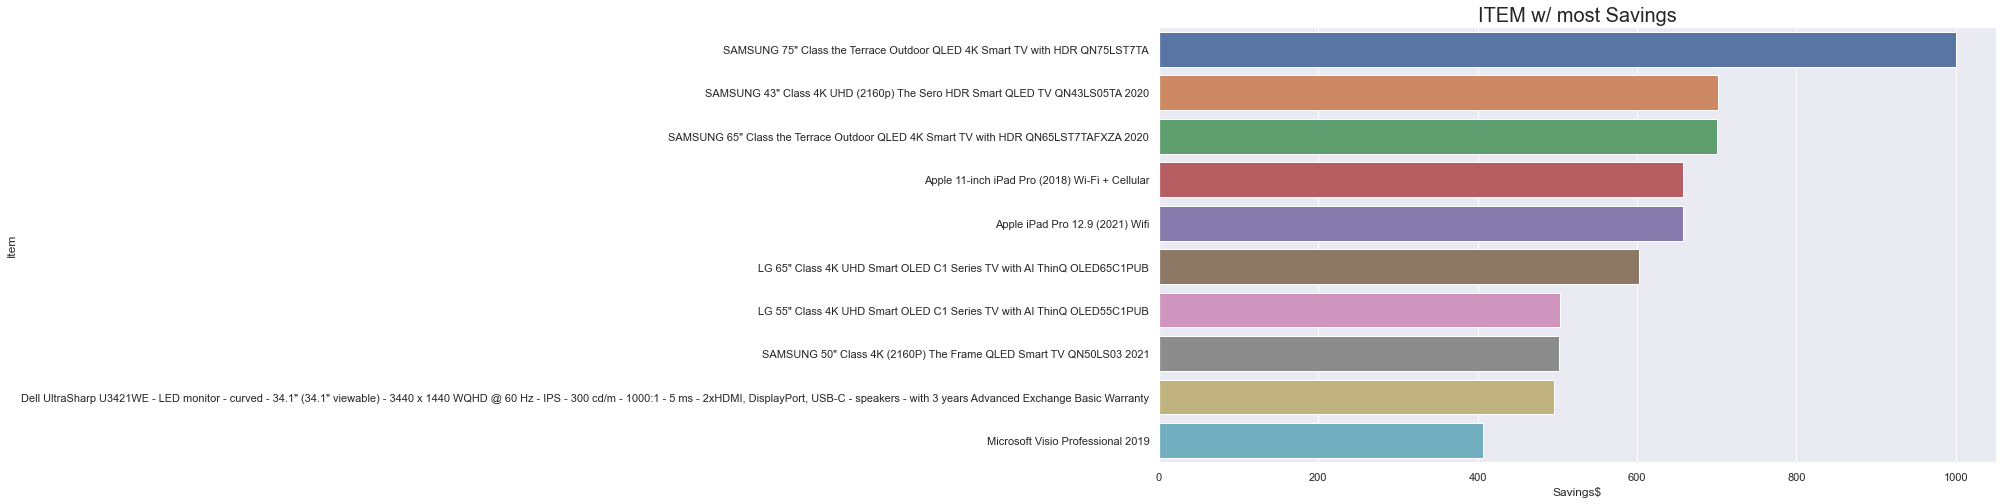 ITEM w/ most Savings
Item
SAMSUNG 75" Class the Terrace Outdoor QLED 4K Smart TV with HDR QN75LST7TA
SAMSUNG 43" Class 4K UHD (2160p) The Sero HDR Smart QLED TV QN43LS05TA 2020
SAMSUNG 65" Class the Terrace Outdoor QLED 4K Smart TV with HDR QN65LST7TAFXZA 2020
Apple 11-inch iPad Pro (2018) Wi-Fi + Cellular
Apple iPad Pro 12.9 (2021) Wifi
LG 65" Class 4K UHD Smart OLED C1 Series TV with AI ThinQ OLED65C1PUB
LG 55" Class 4K UHD Smart OLED C1 Series TV with AI ThinQ OLED55C1PUB
SAMSUNG 50" Class 4K (2160P) The Frame QLED Smart TV QN50LS03 2021
Dell UltraSharp U3421WE - LED monitor - curved - 34.1" (34.1" viewable) - 3440 x 1440 WQHD @ 60 Hz - IPS - 300 cd/m - 1000:1 - 5 ms - 2xHDMI, DisplayPort, USB-C - speakers - with 3 years Advanced Exchange Basic Warranty
Microsoft Visio Professional 2019
0 200 400 600 800 1000
Savings$